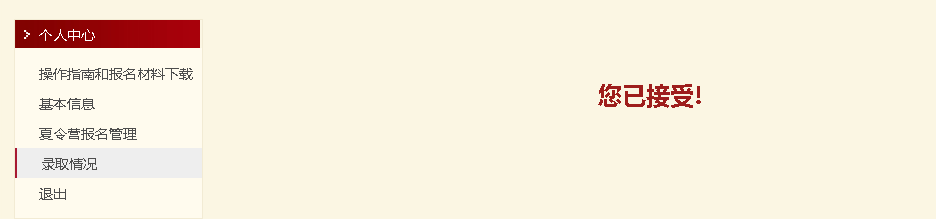 个人中心
操作指南和报名材料下载
基本信息
夏令营报名管理
录取情况
退出
您已接受!